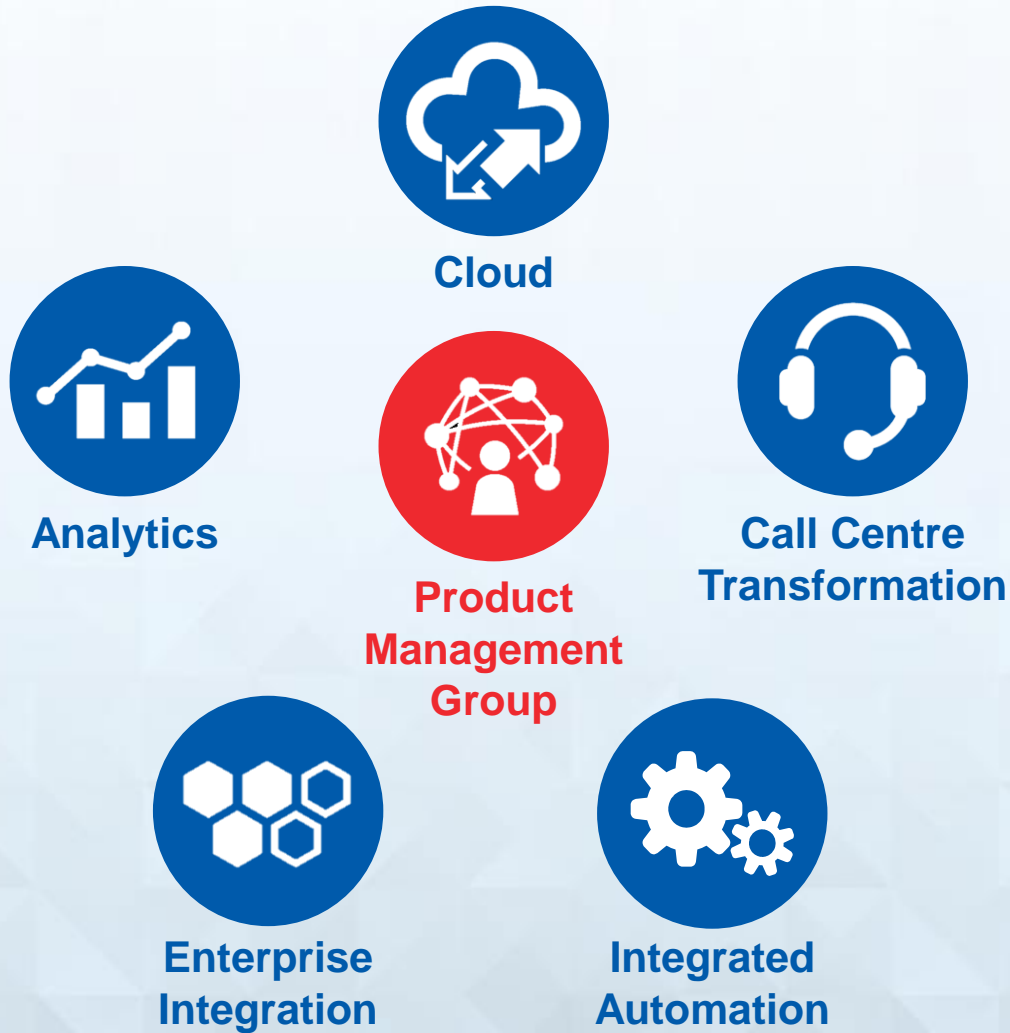 Cloud
Analytics
Call Centre
Transformation
Product
Management
Group
Enterprise
Integration
Integrated
Automation